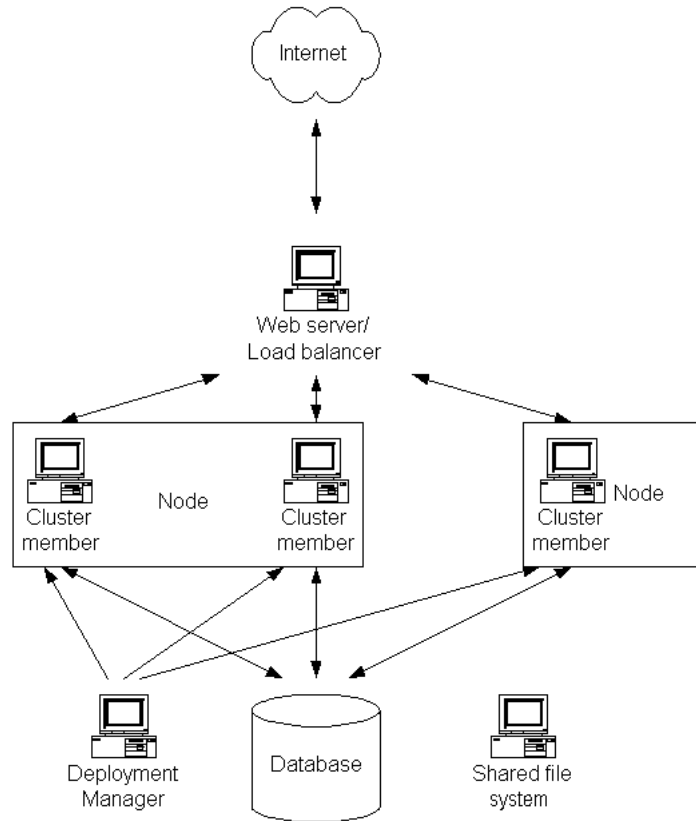 Internet
Web server/
Load balancer
Cluster
member
Node
Cluster
member
Cluster
member
Node
Deployment
Manager
Database
Shared file
system